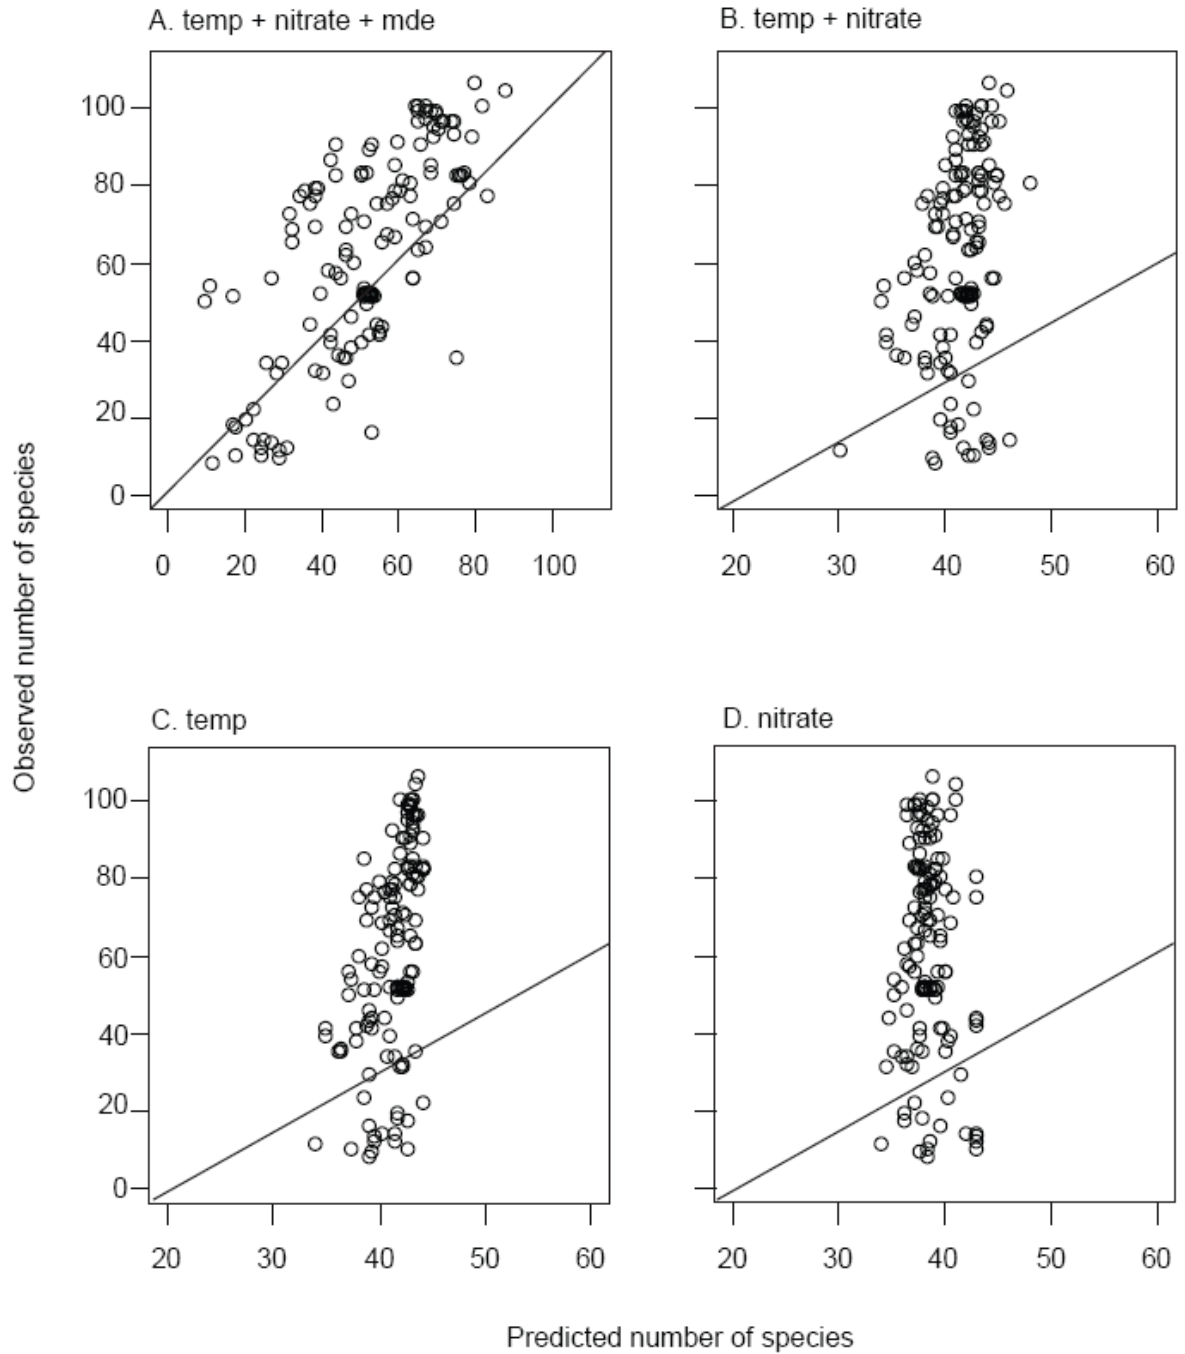 A. temp + nitrate + mde
B. temp + nitrate
100
80
60
40
20
0
0 20 40 60 80 100
20 30 40 50 60
Observed number of species
C. temp
D. nitrate
100
80
60
40
20
0
20 30 40 50 60
20 30 40 50 60
Predicted number of species